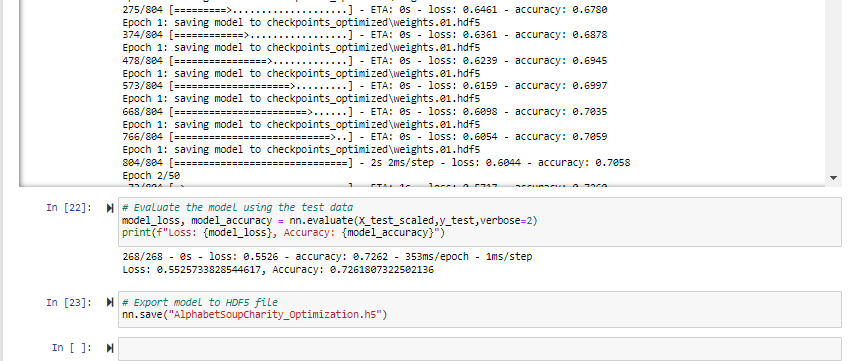 275/804 [=========>....................] - ETA: 0s - loss: 0.6461 - accuracy: 0.6780
Epoch 1: saving model to checkpoints_optimized\weights.01.hdf5
374/804 [============>.................] - ETA: 0s - loss: 0.6361 - accuracy: 0.6878
Epoch 1: saving model to checkpoints_optimized\weights.01.hdf5
478/804 [================>.............] - ETA: 0s - loss: 0.6239 - accuracy: 0.6945
Epoch 1: saving model to checkpoints_optimized\weights.01.hdf5
573/804 [====================>.........] - ETA: 0s - loss: 0.6159 - accuracy: 0.6997
Epoch 1: saving model to checkpoints_optimized\weights.01.hdf5
668/804 [=======================>......] - ETA: 0s - loss: 0.6098 - accuracy: 0.7035
Epoch 1: saving model to checkpoints_optimized\weights.01.hdf5
766/804 [===========================>..] - ETA: 0s - loss: 0.6054 - accuracy: 0.7059
Epoch 1: saving model to checkpoints_optimized\weights.01.hdf5
804/804 [==============================] - 2s 2ms/step - loss: 0.6044 - accuracy: 0.7058
Epoch 2/50
In [22]:
# Evaluate the model using the test data
model_loss, model_accuracy = nn.evaluate(X_test_scaled,y_test,verbose=2)
print(f"Loss: {model_loss}, Accuracy: {model_accuracy}")
268/268 - 0s - loss: 0.5526 - accuracy: 0.7262 - 353ms/epoch - 1ms/step
Loss: 0.5525733828544617, Accuracy: 0.7261807322502136
In [23]:
# Export model to HDF5 file
nn.save("AlphabetSoupCharity_Optimization.h5")
In [ ]: